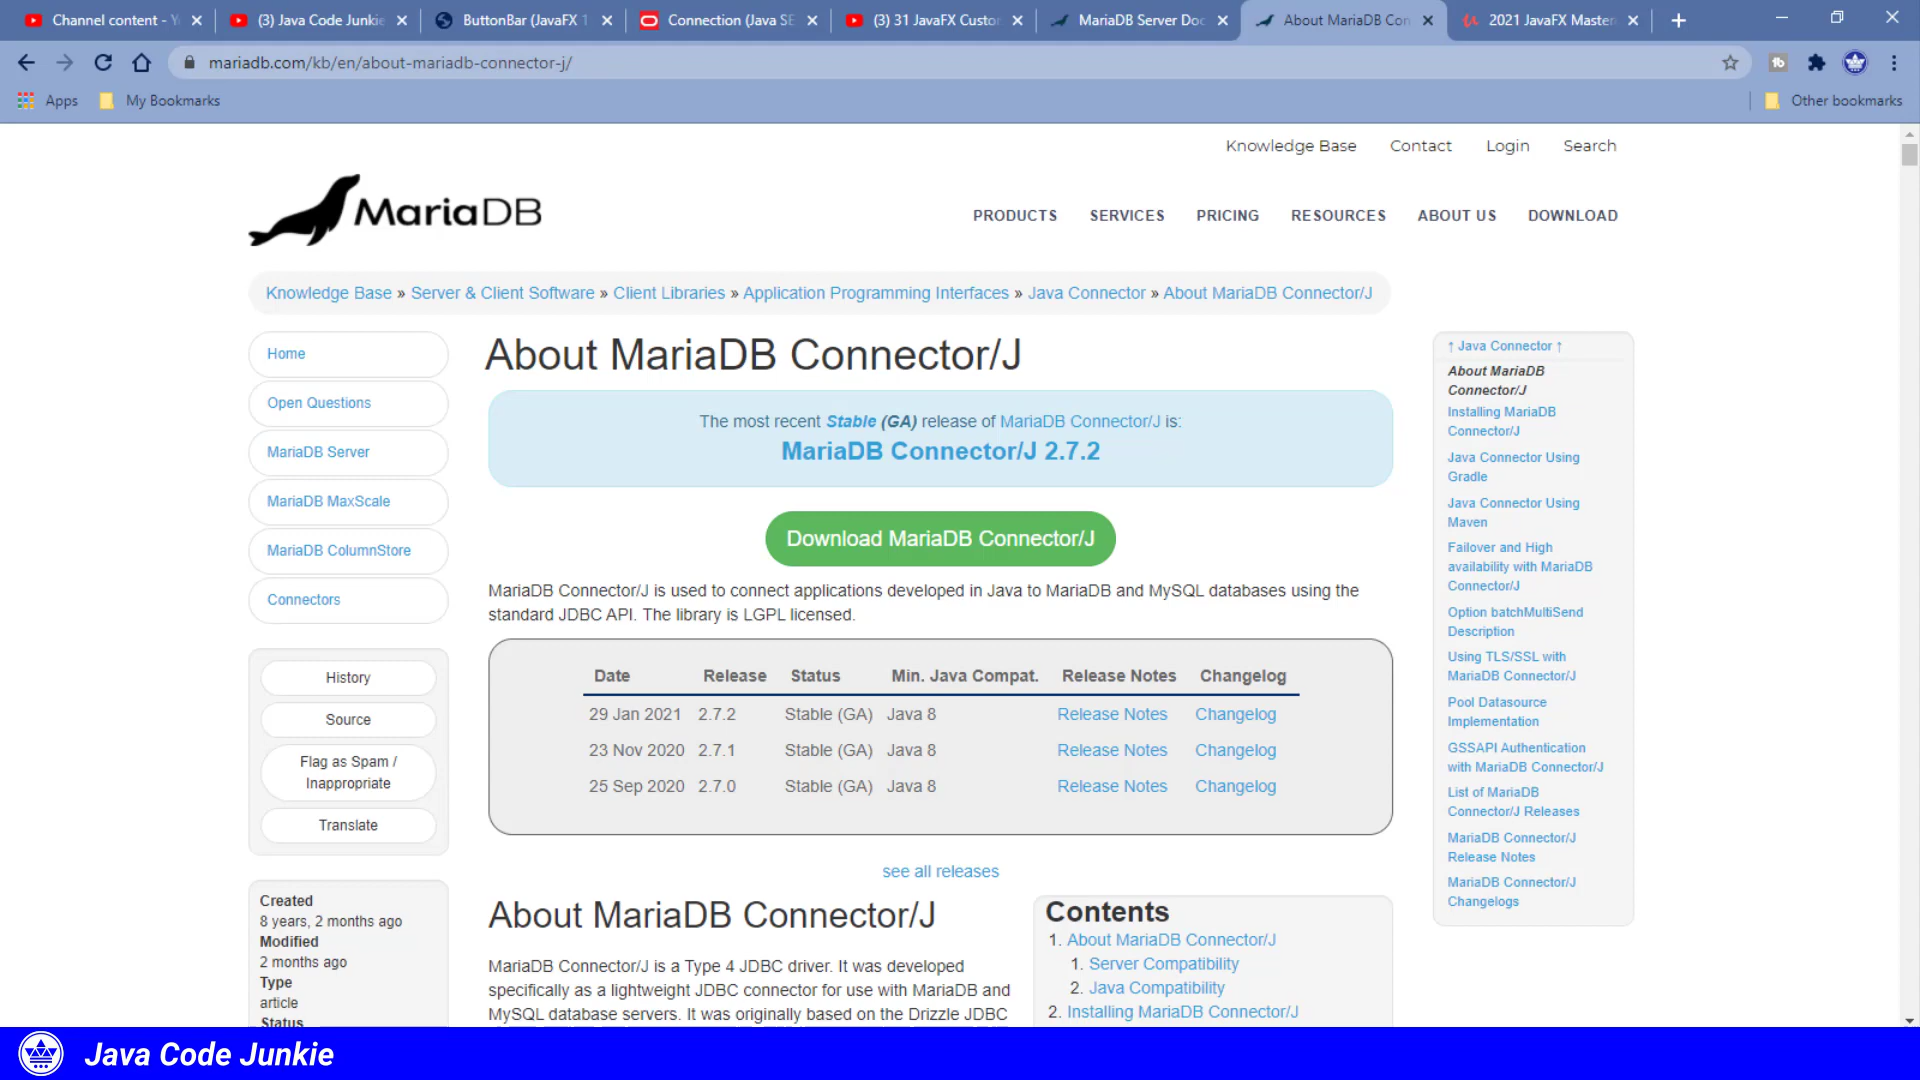 Channel content - Y
(3) Java Code Junkie
ButtonBar (JavaFX 1
Connection (Java SE
(3) 31 JavaFX Custo
MariaDB Server Doc
About MariaDB Con
2021 JavaFX Master
mariadb.com/kb/en/about-mariadb-connector-j/
Apps
My Bookmarks
Other bookmarks
Knowledge Base
Contact
Login
Search
MariaDB
PRODUCTS
SERVICES
PRICING
RESOURCES
ABOUT US
DOWNLOAD
Knowledge Base » Server & Client Software » Client Libraries » Application Programming Interfaces » Java Connector » About MariaDB Connector/J
Home
Open Questions
MariaDB Server
MariaDB MaxScale
MariaDB ColumnStore
Connectors
History
Source
Flag as Spam /
Inappropriate
Translate
Created
8 years, 2 months ago
Modified
2 months ago
Type
article
Status
About MariaDB Connector/J
The most recent Stable (GA) release of MariaDB Connector/J is:
MariaDB Connector/J 2.7.2
Download MariaDB Connector/J
MariaDB Connector/J is used to connect applications developed in Java to MariaDB and MySQL databases using the
standard JDBC API. The library is LGPL licensed.
Date Release Status Min. Java Compat. Release Notes Changelog
29 Jan 2021 2.7.2 Stable (GA) Java 8 Release Notes Changelog
23 Nov 2020 2.7.1 Stable (GA) Java 8 Release Notes Changelog
25 Sep 2020 2.7.0 Stable (GA) Java 8 Release Notes Changelog
see all releases
About MariaDB Connector/J
MariaDB Connector/J is a Type 4 JDBC driver. It was developed
specifically as a lightweight JDBC connector for use with MariaDB and
MySQL database servers. It was originally based on the Drizzle JDBC
Contents
1. About MariaDB Connector/J
1. Server Compatibility
2. Java Compatibility
2. Installing MariaDB Connector/J
↑ Java Connector ↑
About MariaDB
Connector/J
Installing MariaDB
Connector/J
Java Connector Using
Gradle
Java Connector Using
Maven
Failover and High
availability with MariaDB
Connector/J
Option batchMultiSend
Description
Using TLS/SSL with
MariaDB Connector/J
Pool Datasource
Implementation
GSSAPI Authentication
with MariaDB Connector/J
List of MariaDB
Connector/J Releases
MariaDB Connector/J
Release Notes
MariaDB Connector/J
Changelogs
Java Code Junkie